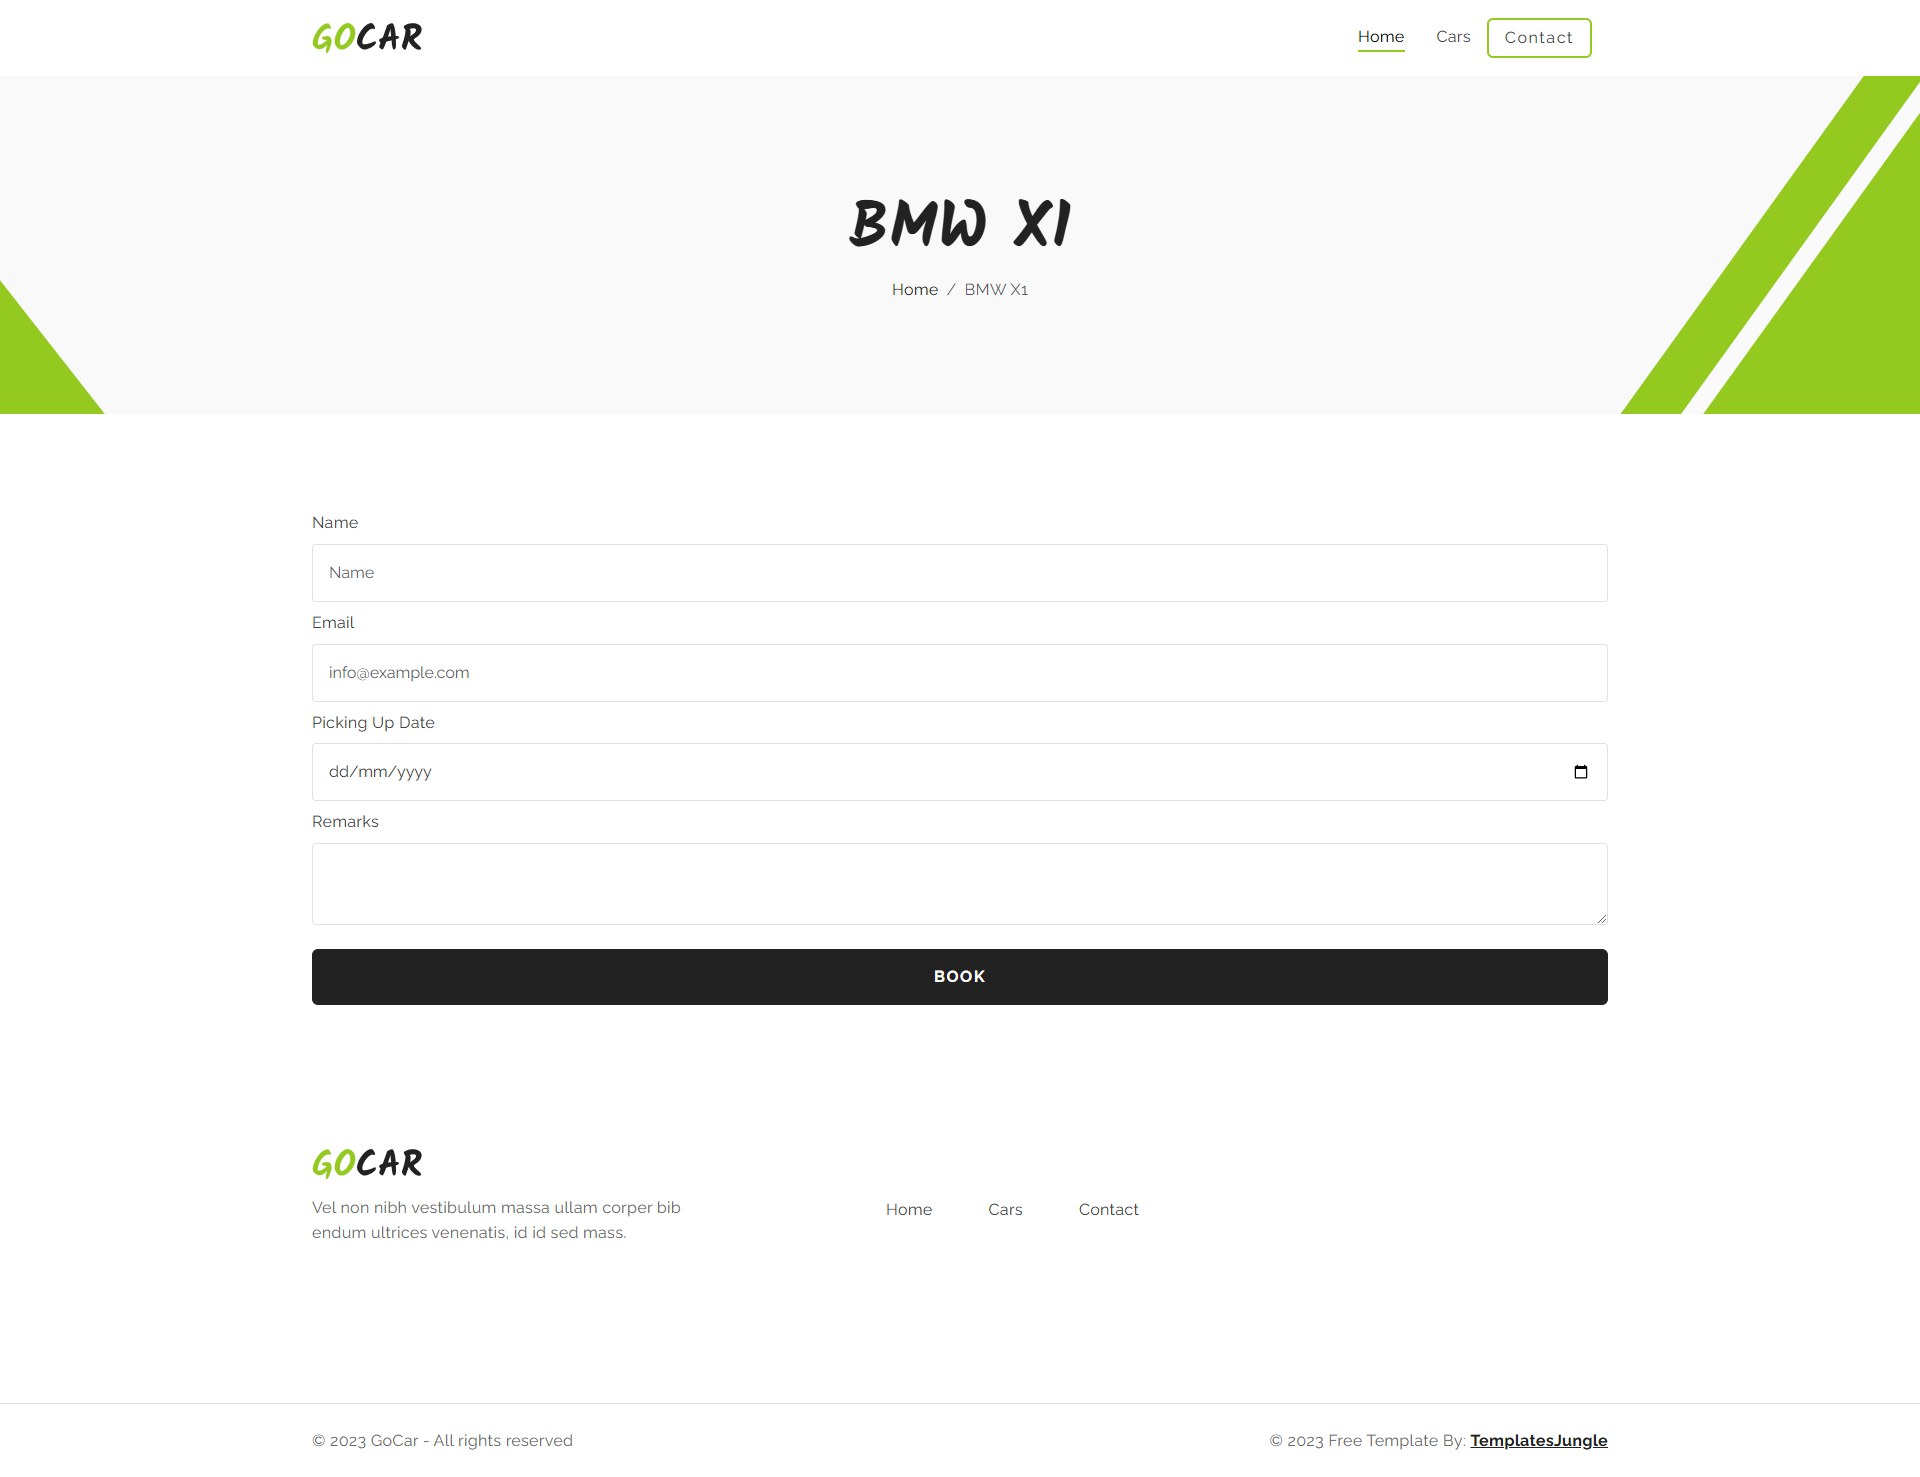 GOCAR
Home Cars Contact
BMW X1
Home / BMW X1
Name
Name
Email
info@example.com
Picking Up Date
dd/mm/yyyy
Remarks
BOOK
GOCAR
Vel non nibh vestibulum massa ullam corper bib
endum ultrices venenatis, id id sed mass.
Home Cars Contact
© 2023 GoCar - All rights reserved
© 2023 Free Template By: TemplatesJungle